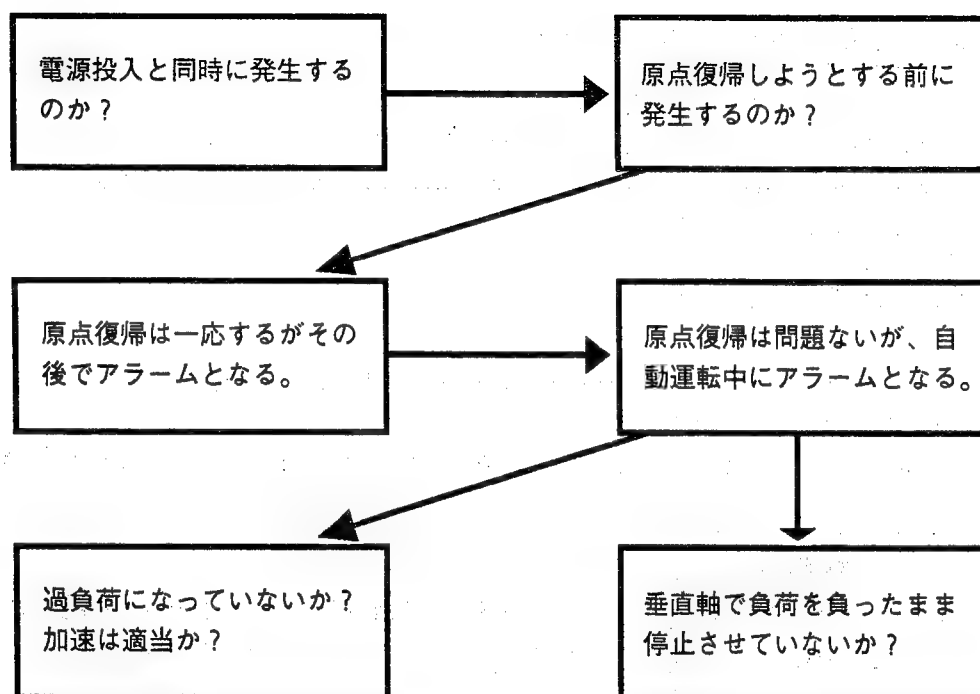 電源投入と同時に発生する
のか？
原点復帰しようとする前に
発生するのか？
原点復帰は一応するがその
後でアラームとなる。
原点復帰は問題ないが、自
動運転中にアラームとなる。
過負荷になっていないか？
加速は適当か？
垂直軸で負荷を負ったまま
停止させていないか？